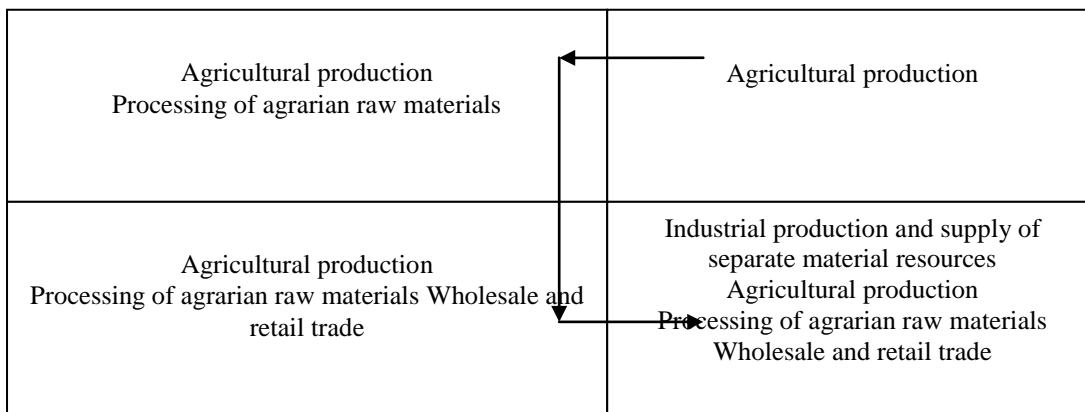 Agricultural production
Processing of agrarian raw materials
Agricultural production
Agricultural production
Processing of agrarian raw materials Wholesale and
retail trade
Industrial production and supply of
separate material resources
Agricultural production
Processing of agrarian raw materials
Wholesale and retail trade